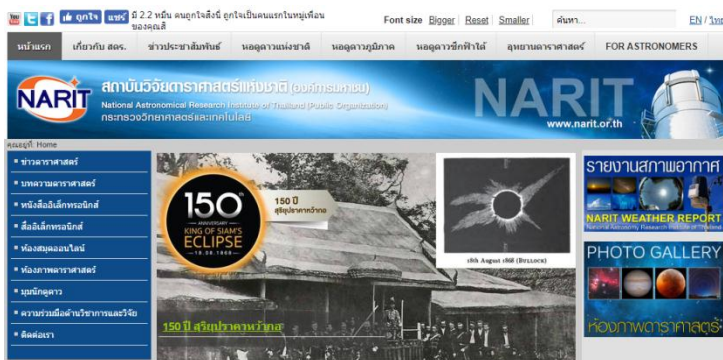 ถูกใจ แชร์ มี 2.2 หมื่น คนถูกใจสิ่งนี้ ถูกใจเป็นคนแรกในหมู่เพื่อน
ของคุณสิ
Font size Bigger Reset Smaller
ค้นหา...
EN / ไทย
หน้าแรก เกี่ยวกับ สดร. ข่าวประชาสัมพันธ์ หอดูดาวแห่งชาติ หอดูดาวภูมิภาค หอดูดาวซีกฟ้าใต้ อุทยานดาราศาสตร์ FOR ASTRONOMERS
NARIT
สถาบันวิจัยดาราศาสตร์แห่งชาติ (องค์การมหาชน)
National Astronomical Research Institute of Thailand (Public Organization)
กระทรวงวิทยาศาสตร์และเทคโนโลยี
NARIT
www.narit.or.th
คุณอยู่ที่: Home
ข่าวดาราศาสตร์
บทความดาราศาสตร์
หนังสืออิเล็กทรอนิกส์
สื ่ออิเล็กทรอนิกส์
ห้องสมุดออนไลน์
ห้องภาพดาราศาสตร์
มุมนักดูดาว
ความร่วมมือด้านวิชาการและวิจัย
ติดต่อเรา
150
ANNIVERSARY
KING OF SIAM'S
ECLIPSE
18.08.1868
150 ปี
สุริยุปราคาหว้ากอ
18th August 1868 (BULLOCK)
150 ปี สุริยุปราคาหว้ากอ
รายงานสภาพอากาศ
NARIT WEATHER REPORT
National Astronomy Research Institute of Thailand
PHOTO GALLERY
ห้องภาพดาราศาสตร์